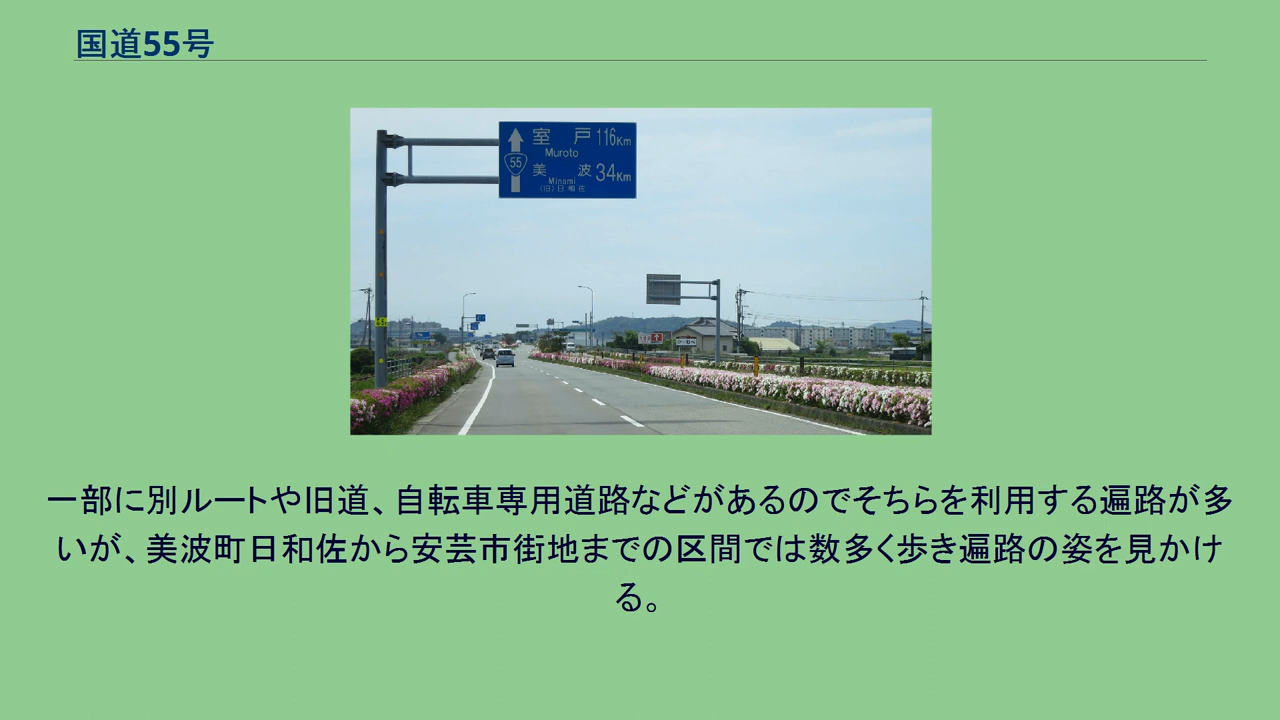 国道55号
室戸 116Km
Muroto
55
美波 34Km
Minami
(旧)日和佐
一部に別ルートや旧道、自転車専用道路などがあるのでそちらを利用する遍路が多
いが、美波町日和佐から安芸市街地までの区間では数多く歩き遍路の姿を見かけ
る。